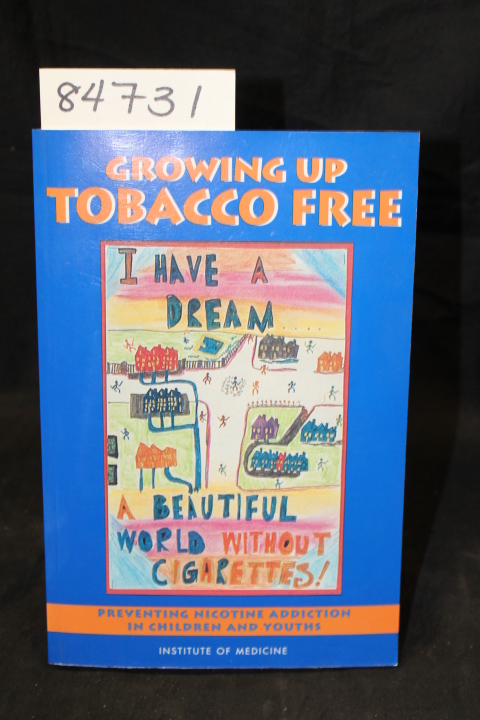 84731
GROWING UP
TOBACCO FREE
I HAVE A
DREAM....
A BEAUTIFUL
WORLD WITHOUT
CIGARETTES!
PREVENTING NICOTINE ADDICTION
IN CHILDREN AND YOUTHS
INSTITUTE OF MEDICINE